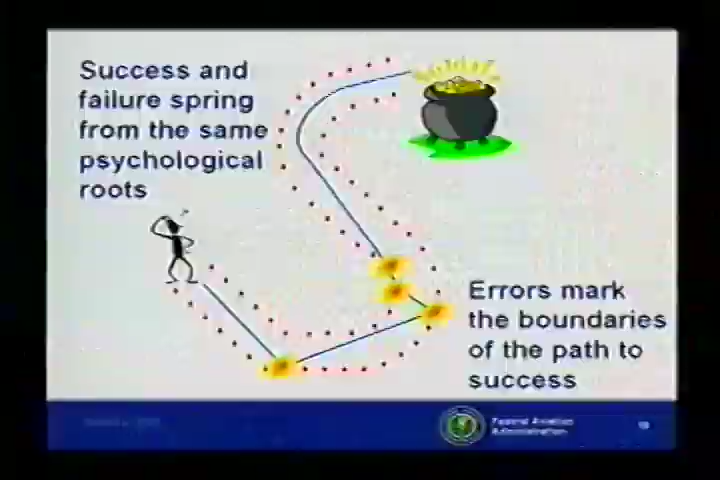 Success and
failure spring
from the same
psychological
roots
Errors mark
the boundaries
of the path to
success
Federal Aviation
Administration